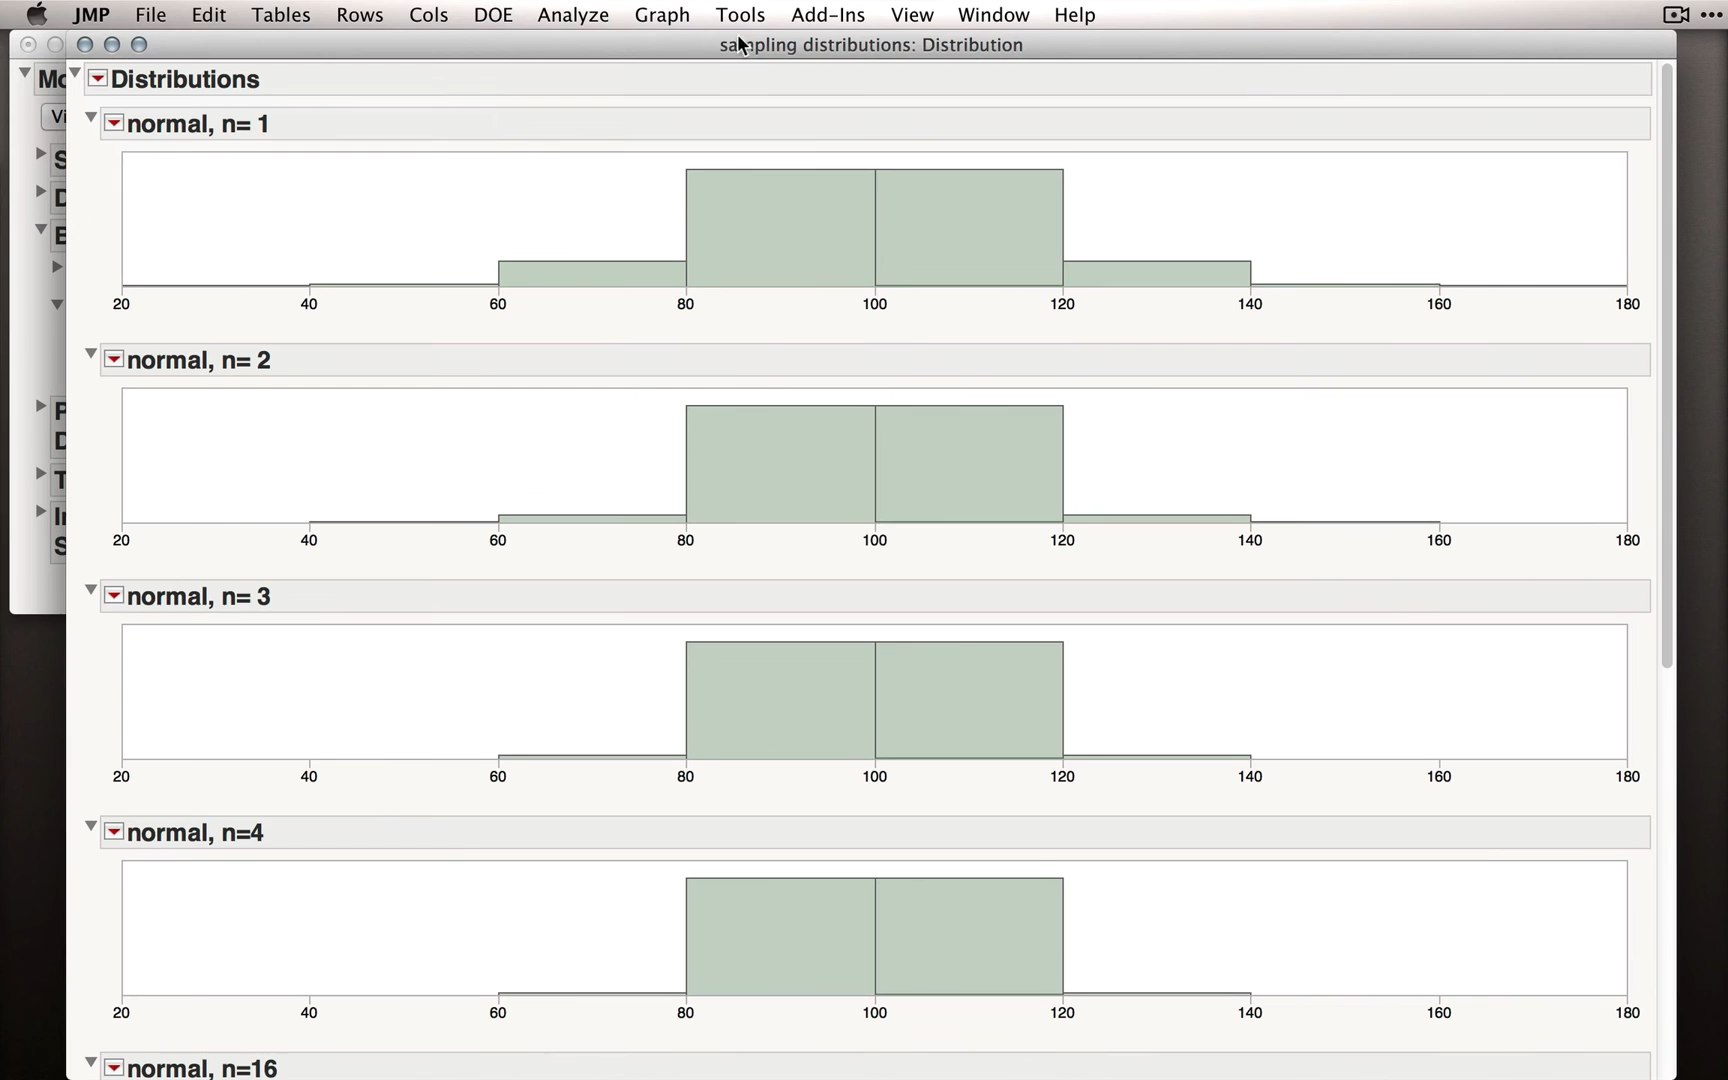 JMP File Edit Tables Rows Cols DOE Analyze Graph Tools Add-Ins View Window Help
sampling distributions: Distribution
Distributions
normal, n= 1
20 40 60 80 100 120 140 160 180
normal, n= 2
20 40 60 80 100 120 140 160 180
normal, n= 3
20 40 60 80 100 120 140 160 180
normal, n=4
20 40 60 80 100 120 140 160 180
normal, n=16